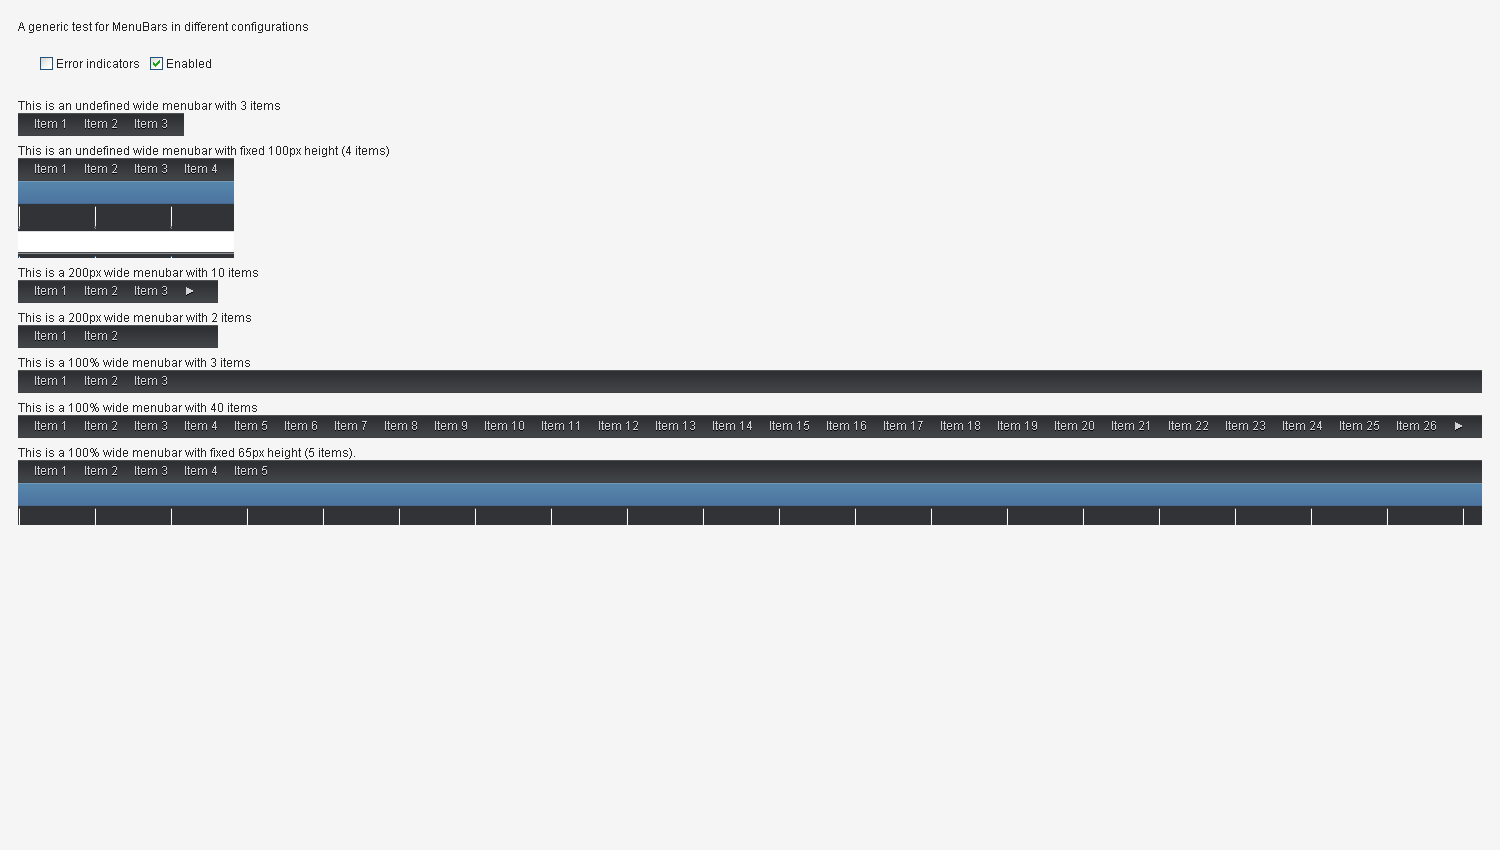 A generic test for MenuBars in different configurations
Error indicators Enabled
This is an undefined wide menubar with 3 items
Item 1 Item 2 Item 3
This is an undefined wide menubar with fixed 100px height (4 items)
Item 1 Item 2 Item 3 Item 4
This is a 200px wide menubar with 10 items
Item 1 Item 2 Item 3
This is a 200px wide menubar with 2 items
Item 1 Item 2
This is a 100% wide menubar with 3 items
Item 1 Item 2 Item 3
This is a 100% wide menubar with 40 items
Item 1 Item 2 Item 3 Item 4 Item 5 Item 6 Item 7 Item 8 Item 9 Item 10 Item 11 Item 12 Item 13 Item 14 Item 15 Item 16 Item 17 Item 18 Item 19 Item 20 Item 21 Item 22 Item 23 Item 24 Item 25 Item 26
This is a 100% wide menubar with fixed 65px height (5 items).
Item 1 Item 2 Item 3 Item 4 Item 5